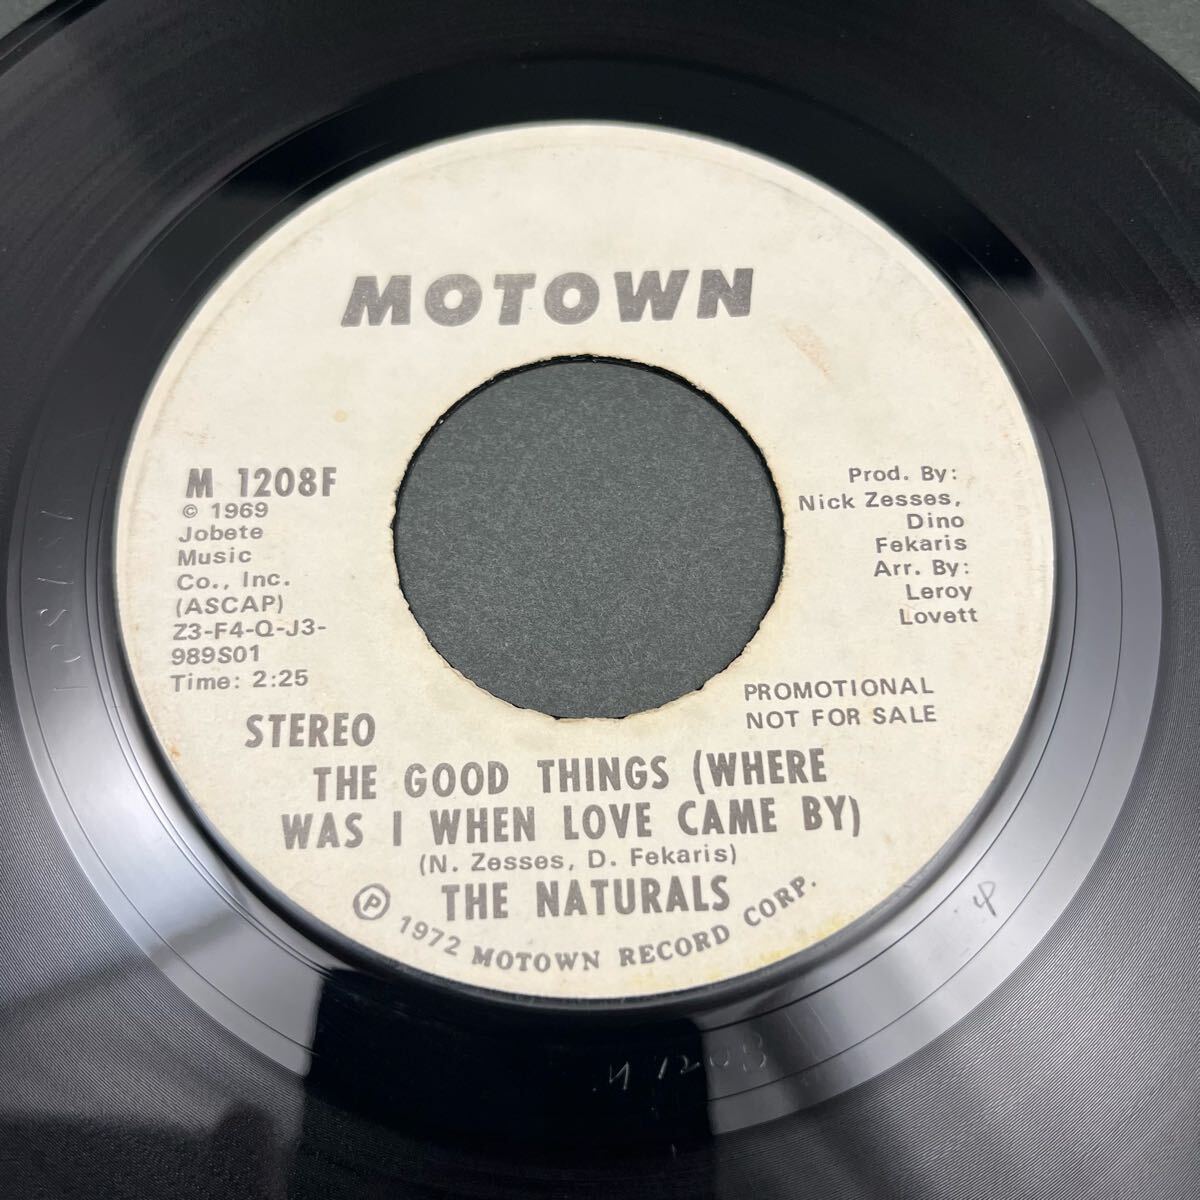 MOTOWN
M 1208F
© 1969
Jobete
Music
Co., Inc.
(ASCAP)
Z3-F4-Q-J3-
989S01
Time: 2:25
Prod. By:
Nick Zesses,
Dino
Fekaris
Arr. By:
Leroy
Lovett
PROMOTIONAL
NOT FOR SALE
STEREO
THE GOOD THINGS (WHERE
WAS I WHEN LOVE CAME BY)
(N. Zesses, D. Fekaris)
THE NATURALS
Ⓟ 1972 MOTOWN RECORD CORP.